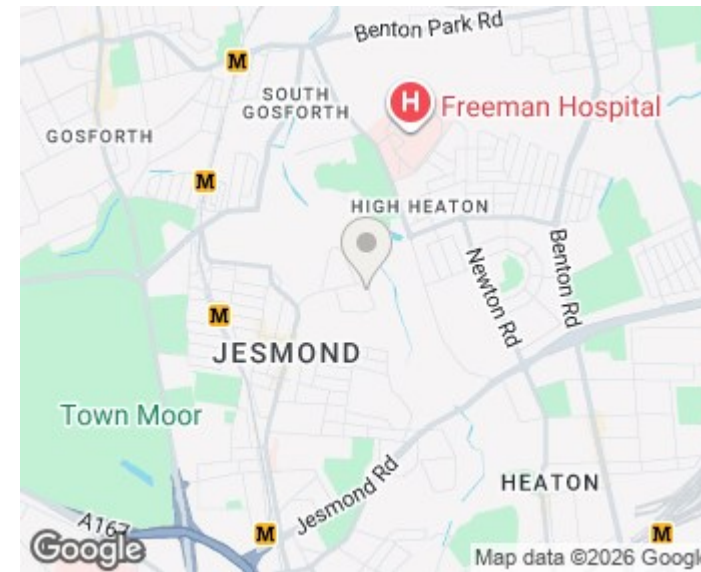 Benton Park Rd
M
SOUTH
GOSFORTH
H
Freeman Hospital
GOSFORTH
M
HIGH HEATON
Newton Rd
Benton Rd
M
JESMOND
Town Moor
Jesmond Rd
HEATON
A167
M
M
Google
Map data ©2026 Google